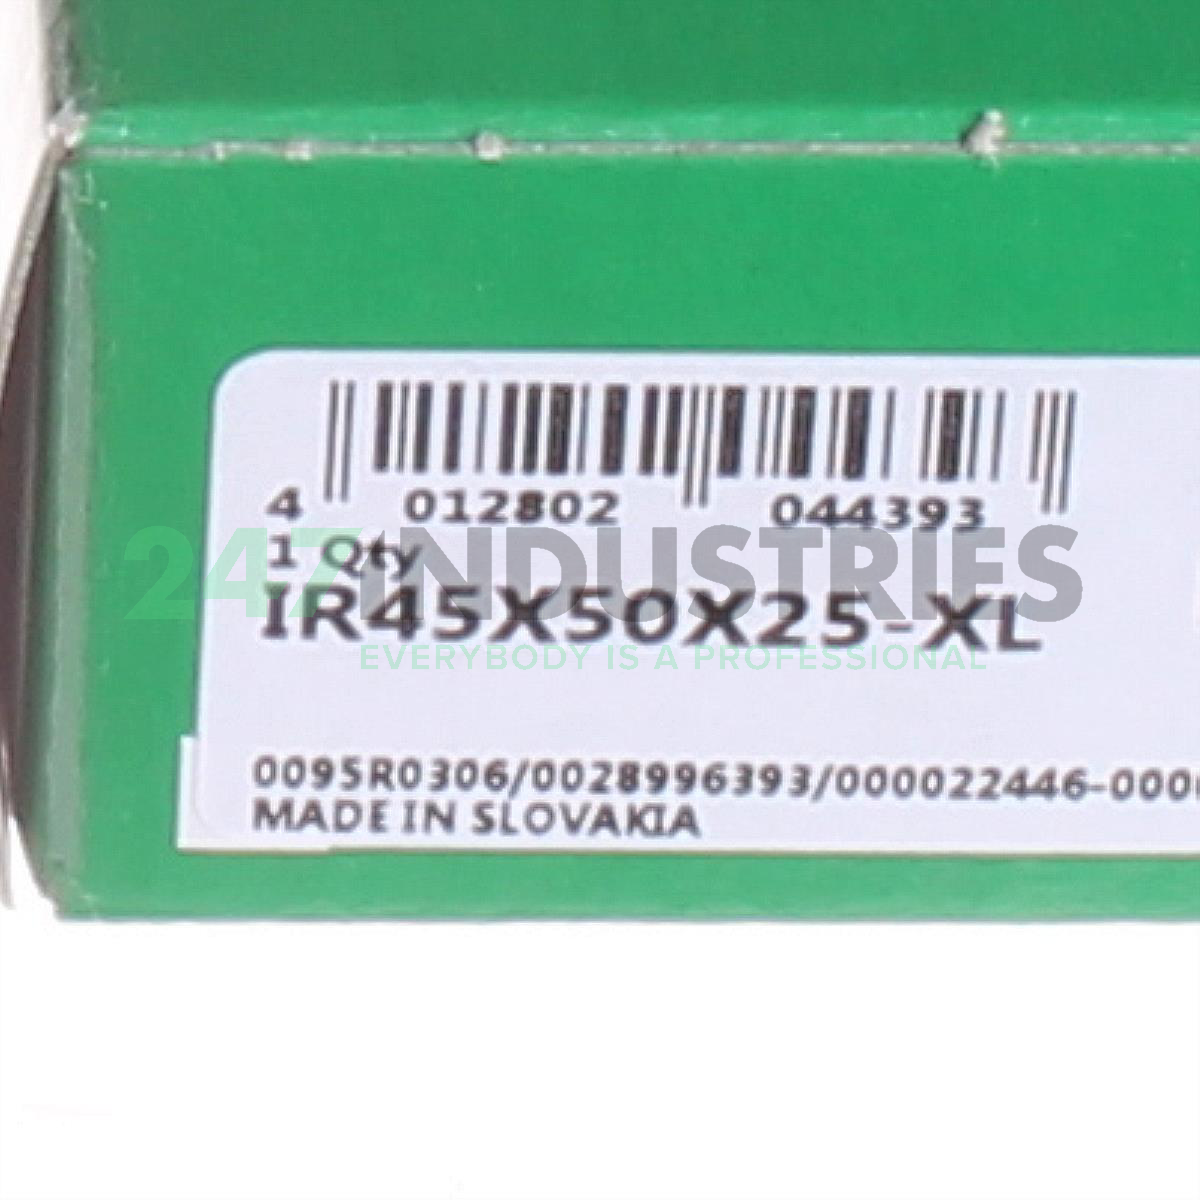 4 012802 044393
1 Qty
247INDUSTRIES
IR45X50X25-XL
EVERYBODY IS A PROFESSIONAL
0095R0306/0028996393/000022446-000
MADE IN SLOVAKIA